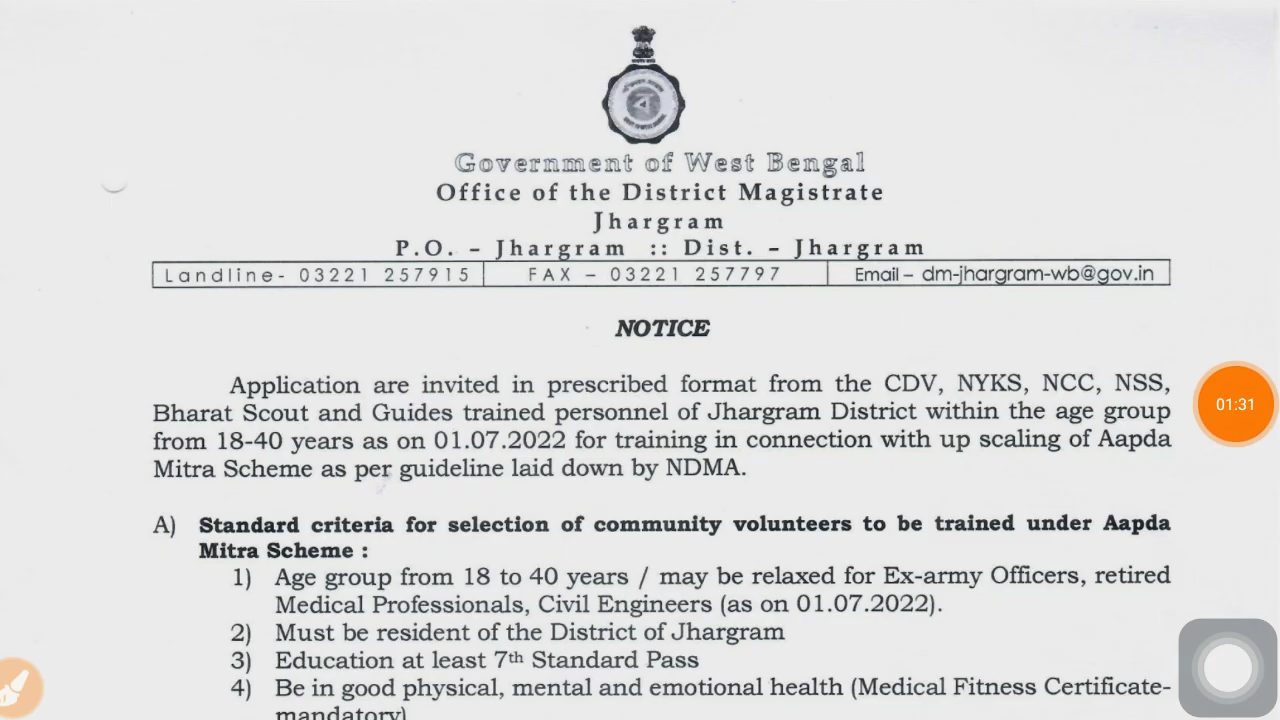 Government of West Bengal
Office of the District Magistrate
Jhargram
P.O. – Jhargram :: Dist. – Jhargram
Landline- 03221 257915 FAX – 03221 257797 Email – dm-jhargram-wb@gov.in
NOTICE
Application are invited in prescribed format from the CDV, NYKS, NCC, NSS,
Bharat Scout and Guides trained personnel of Jhargram District within the age group
from 18-40 years as on 01.07.2022 for training in connection with up scaling of Aapda
Mitra Scheme as per guideline laid down by NDMA.
01:31
A) Standard criteria for selection of community volunteers to be trained under Aapda
Mitra Scheme :
1) Age group from 18 to 40 years / may be relaxed for Ex-army Officers, retired
Medical Professionals, Civil Engineers (as on 01.07.2022).
2) Must be resident of the District of Jhargram
3) Education at least 7th Standard Pass
4) Be in good physical, mental and emotional health (Medical Fitness Certificate-
mandatory)